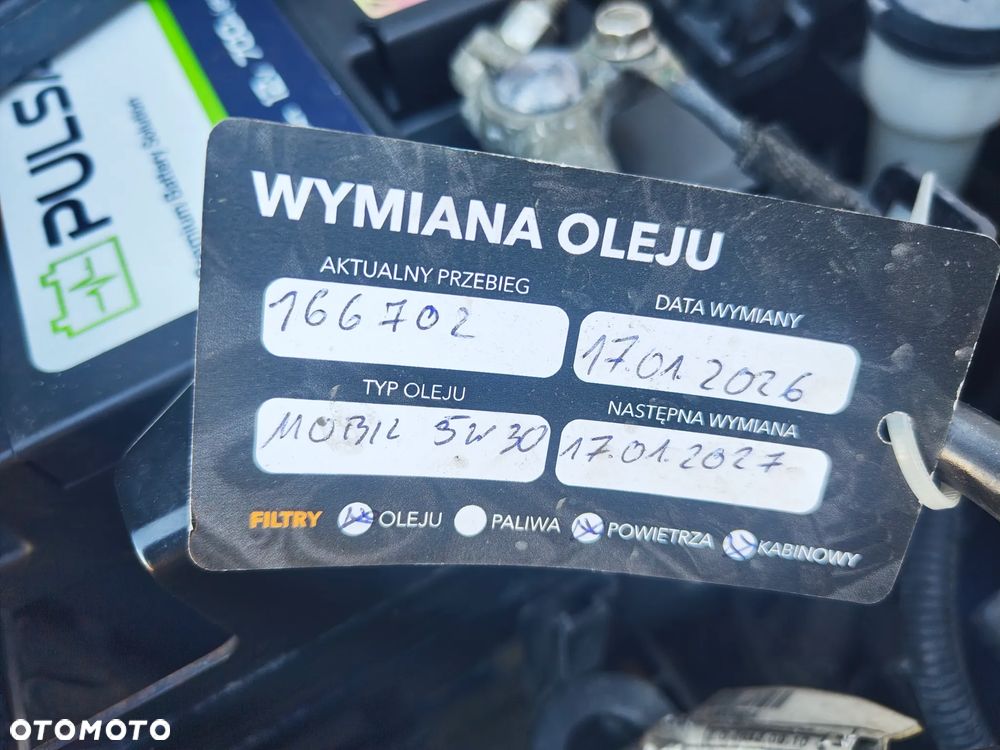 PULS
WYMIANA OLEJU
AKTUALNY PRZEBIEG
166702
DATA WYMIANY
17.01.2026
TYP OLEJU
MOBIL 5W30
NASTĘPNA WYMIANA
17.01.2027
FILTRY OLEJU PALIWA POWIETRZA KABINOWY
OTOMOTO